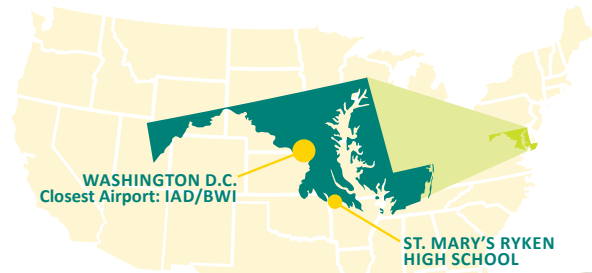 WASHINGTON D.C.
Closest Airport: IAD/BWI
ST. MARY'S RYKEN
HIGH SCHOOL